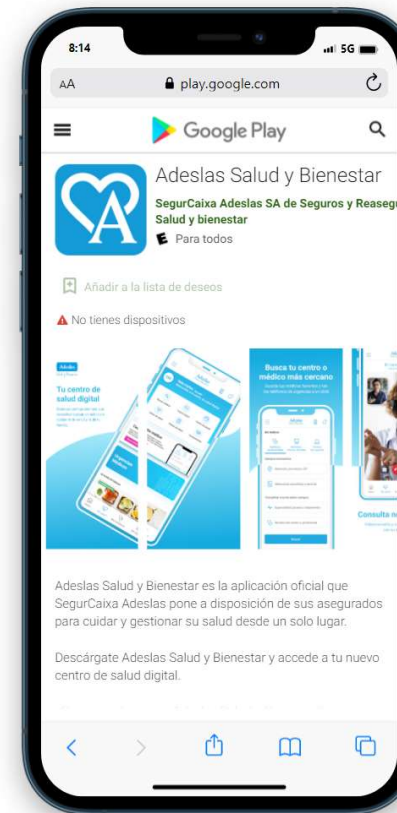 8:14
5G
AA
play.google.com
Google Play
Adeslas Salud y Bienestar
SegurCaixa Adeslas SA de Seguros y Reasegu
Salud y bienestar
E Para todos
Añadir a la lista de deseos
No tienes dispositivos
Adeslas
Tu centro de
salud digital
Busca tu centro o
médico más cercano
Consulta
Adeslas Salud y Bienestar es la aplicación oficial que
SegurCaixa Adeslas pone a disposición de sus asegurados
para cuidar y gestionar su salud desde un solo lugar.
Descárgate Adeslas Salud y Bienestar y accede a tu nuevo
centro de salud digital.